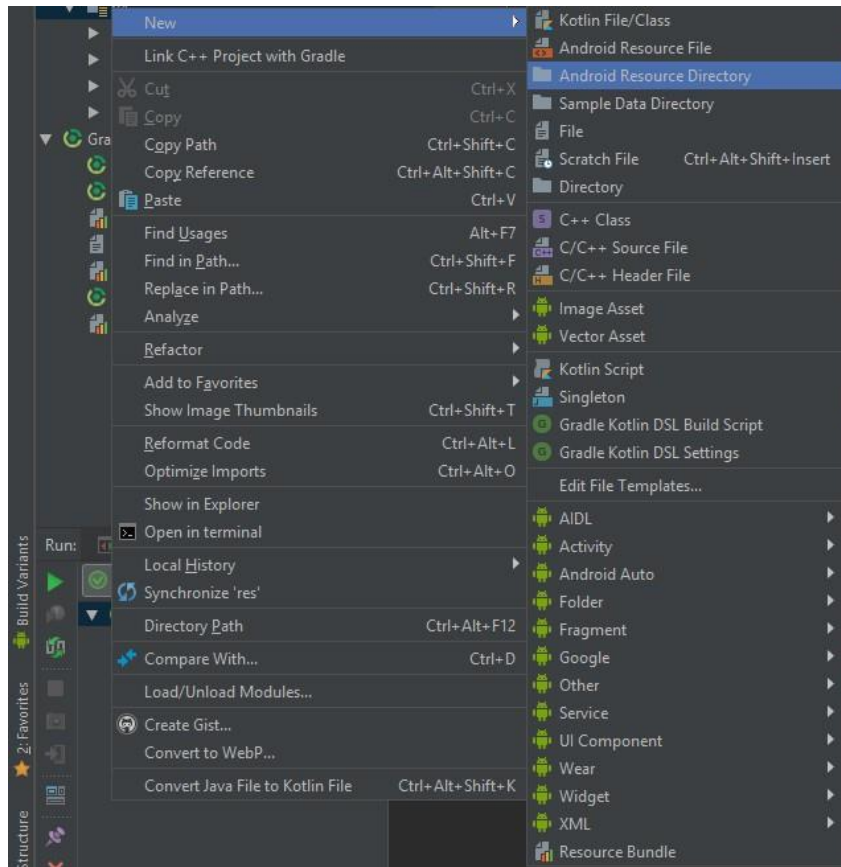 New
Link C++ Project with Gradle
Cut Ctrl+X
Copy Ctrl+C
Copy Path Ctrl+Shift+C
Copy Reference Ctrl+Alt+Shift+C
Paste Ctrl+V
Find Usages Alt+F7
Find in Path... Ctrl+Shift+F
Replace in Path... Ctrl+Shift+R
Analyze
Refactor
Add to Favorites
Show Image Thumbnails Ctrl+Shift+T
Reformat Code Ctrl+Alt+L
Optimize Imports Ctrl+Alt+O
Show in Explorer
Open in terminal
Local History
Synchronize 'res'
Directory Path Ctrl+Alt+F12
Compare With... Ctrl+D
Load/Unload Modules...
Create Gist...
Convert to WebP...
Convert Java File to Kotlin File Ctrl+Alt+Shift+K
Kotlin File/Class
Android Resource File
Android Resource Directory
Sample Data Directory
File
Scratch File Ctrl+Alt+Shift+Insert
Directory
S C++ Class
C++ C/C++ Source File
H C/C++ Header File
Image Asset
Vector Asset
Kotlin Script
Singleton
G Gradle Kotlin DSL Build Script
G Gradle Kotlin DSL Settings
Edit File Templates...
AIDL
Activity
Android Auto
Folder
Fragment
Google
Other
Service
UI Component
Wear
Widget
XML
Resource Bundle
Gra
Run:
Build Variants
2: Favorites
Structure